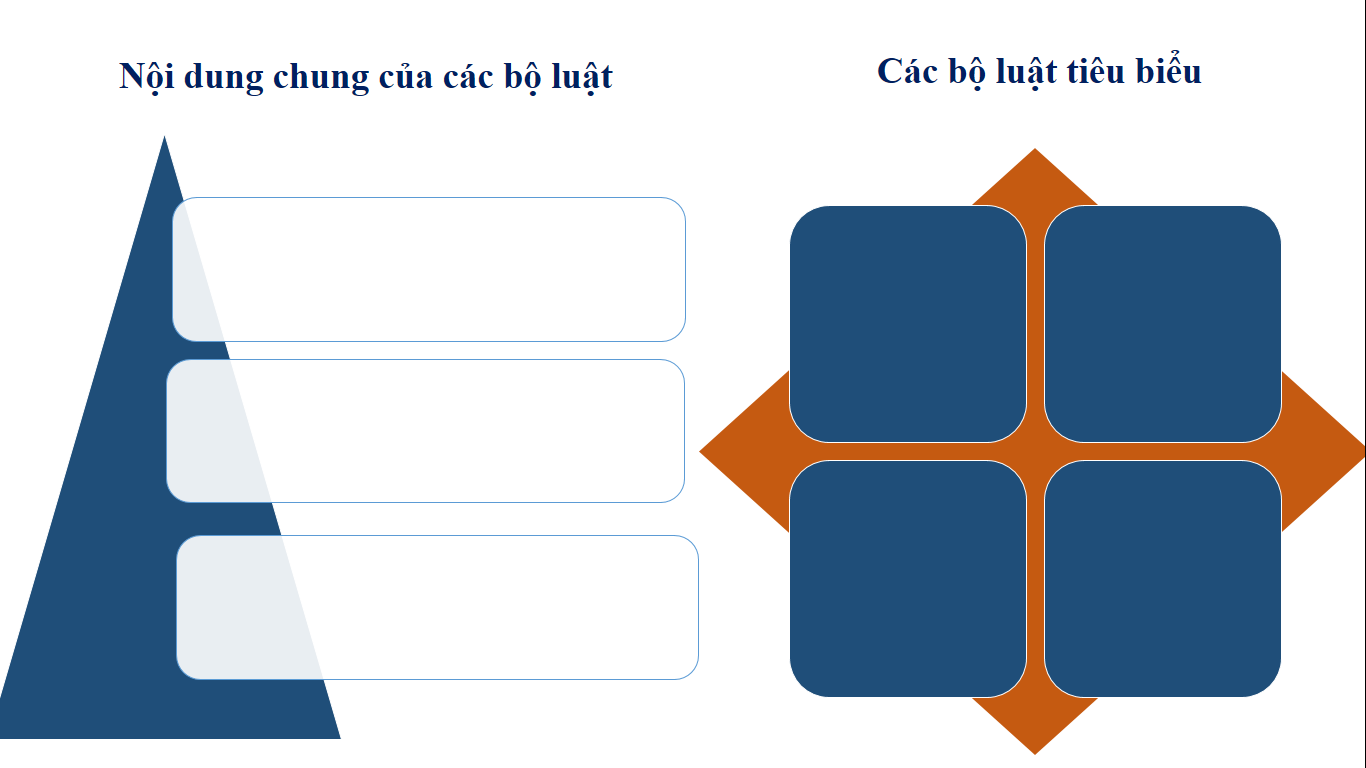 Nội dung chung của các bộ luật
Các bộ luật tiêu biểu